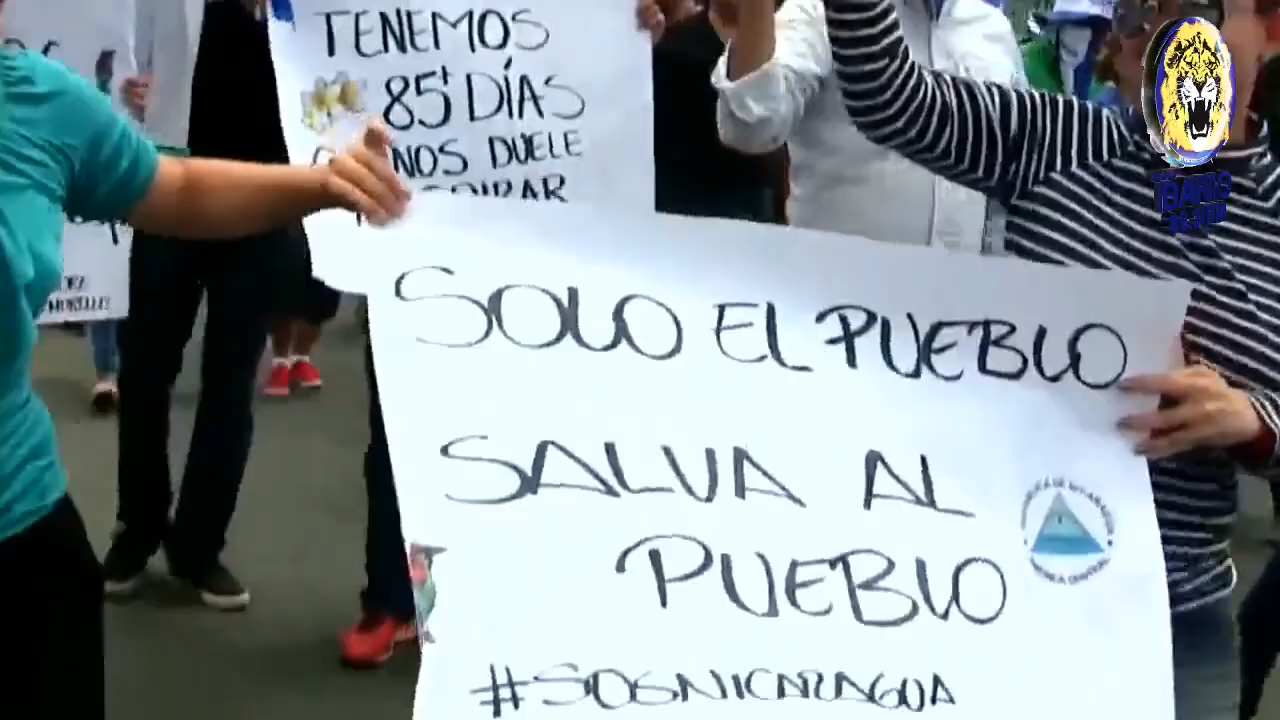 TENEMOS
85 DÍAS
NOS DUELE
SOLO EL PUEBLO
SALVA AL
PUEBLO
#SOSNICARAGUA